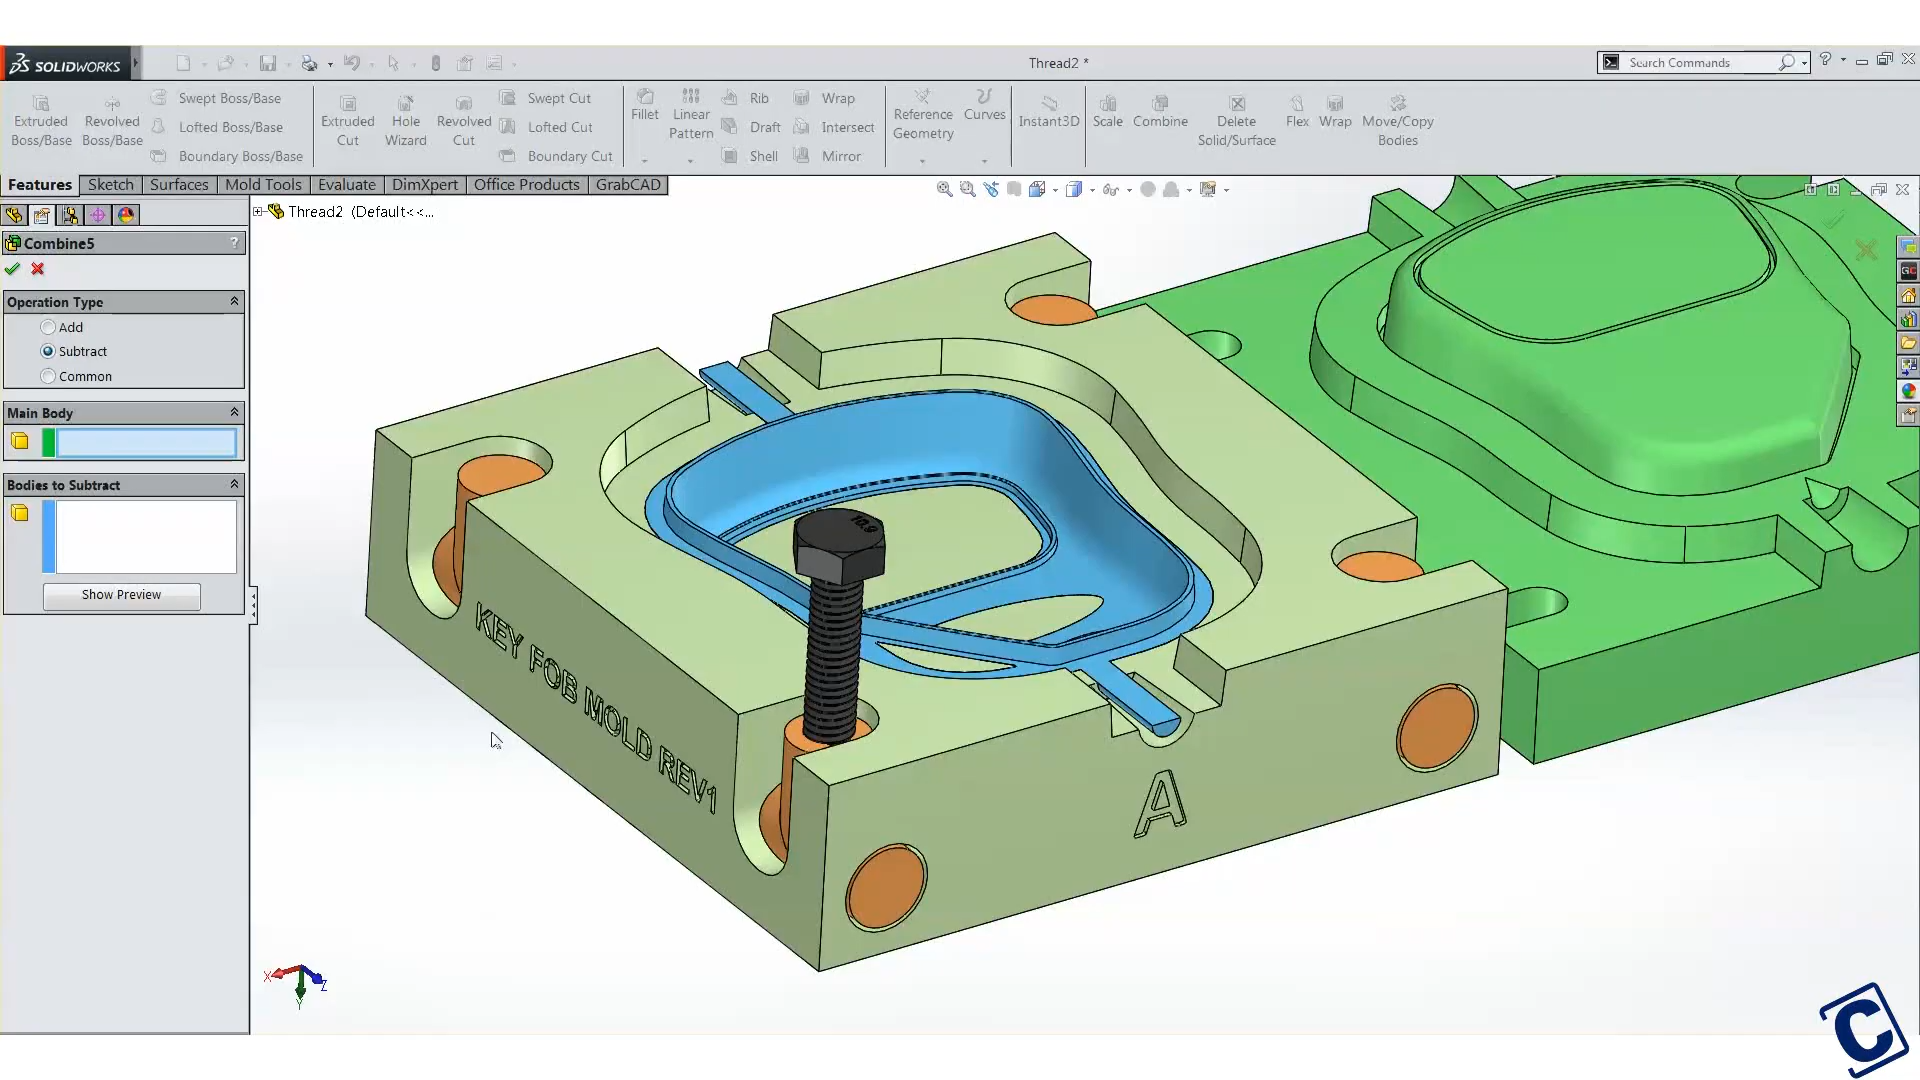 SOLIDWORKS
Thread2 *
Search Commands
?
Extruded Boss/Base
Revolved Boss/Base
Swept Boss/Base
Lofted Boss/Base
Boundary Boss/Base
Extruded Cut
Hole Wizard
Revolved Cut
Swept Cut
Lofted Cut
Boundary Cut
Fillet
Linear Pattern
Rib
Draft
Shell
Wrap
Intersect
Mirror
Reference Geometry
Curves
Instant3D
Scale
Combine
Delete Solid/Surface
Flex
Wrap
Move/Copy Bodies
Features
Sketch
Surfaces
Mold Tools
Evaluate
DimXpert
Office Products
GrabCAD
Thread2 (Default<<...
Combine5
?
Operation Type
Add
Subtract
Common
Main Body
Bodies to Subtract
Show Preview
10.9
KEY FOB MOLD REV1
A
X
Y
Z
GC
C